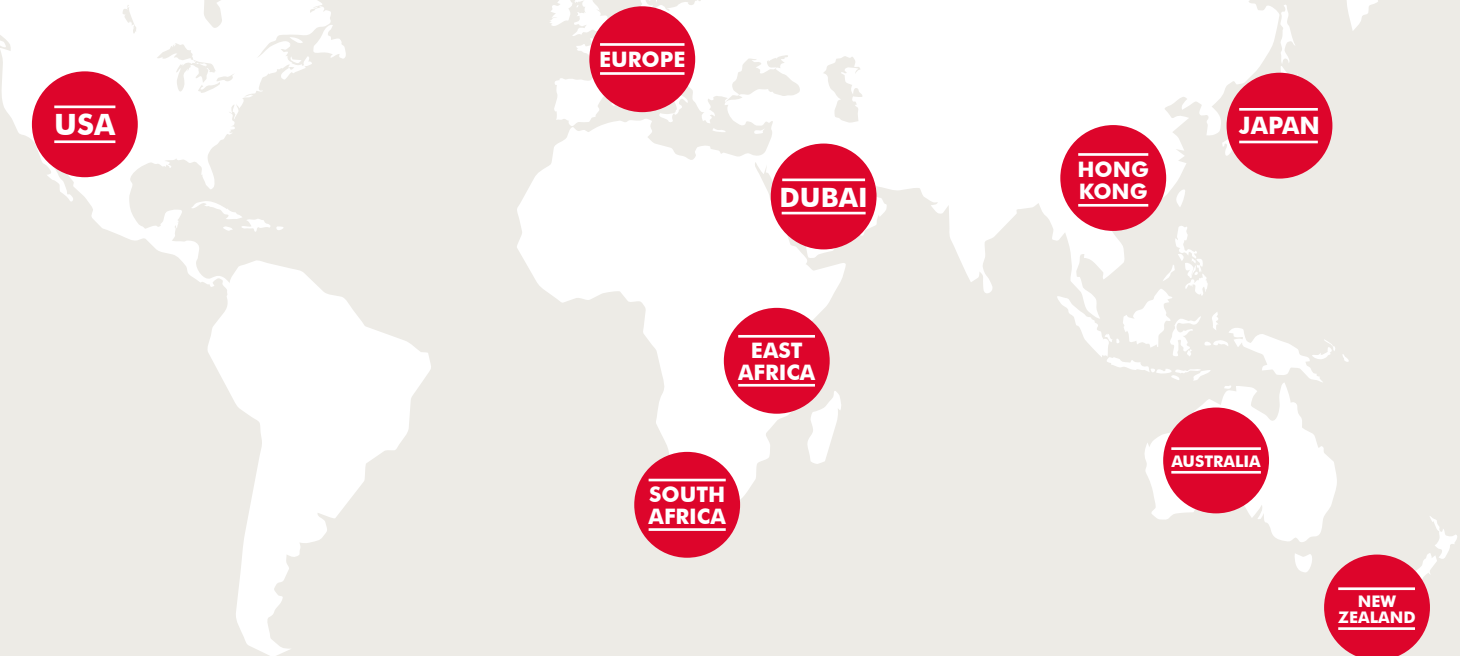 EUROPE
USA
JAPAN
HONG
KONG
DUBAI
EAST
AFRICA
AUSTRALIA
SOUTH
AFRICA
NEW
ZEALAND